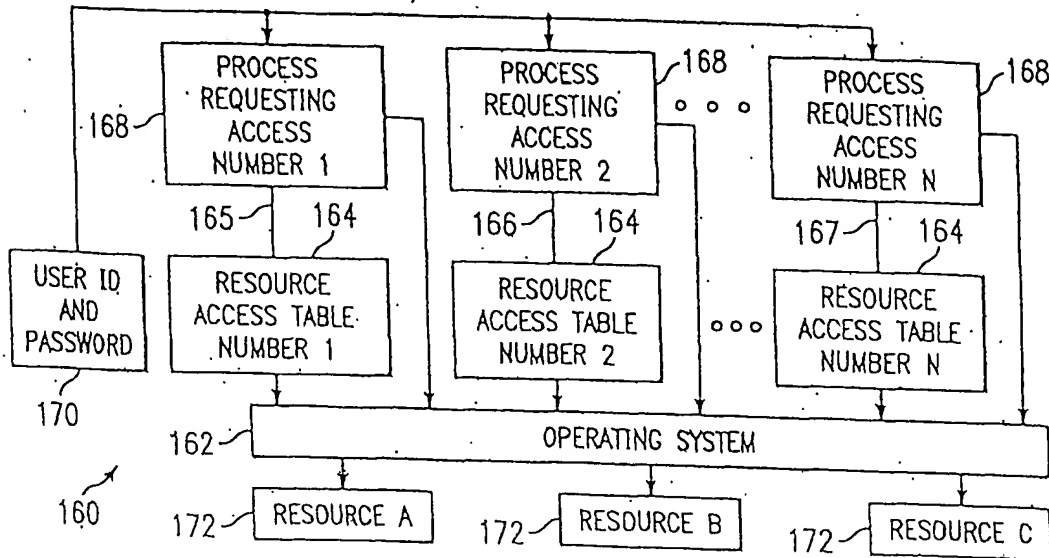 PROCESS
REQUESTING
ACCESS
NUMBER 1
168
PROCESS
REQUESTING
ACCESS
NUMBER 2
168
PROCESS
REQUESTING
ACCESS
NUMBER N
168
165
164
166
164
167
164
USER ID
AND
PASSWORD
170
RESOURCE
ACCESS TABLE
NUMBER 1
RESOURCE
ACCESS TABLE
NUMBER 2
RESOURCE
ACCESS TABLE
NUMBER N
162
OPERATING SYSTEM
160
172
RESOURCE A
172
RESOURCE B
172
RESOURCE C